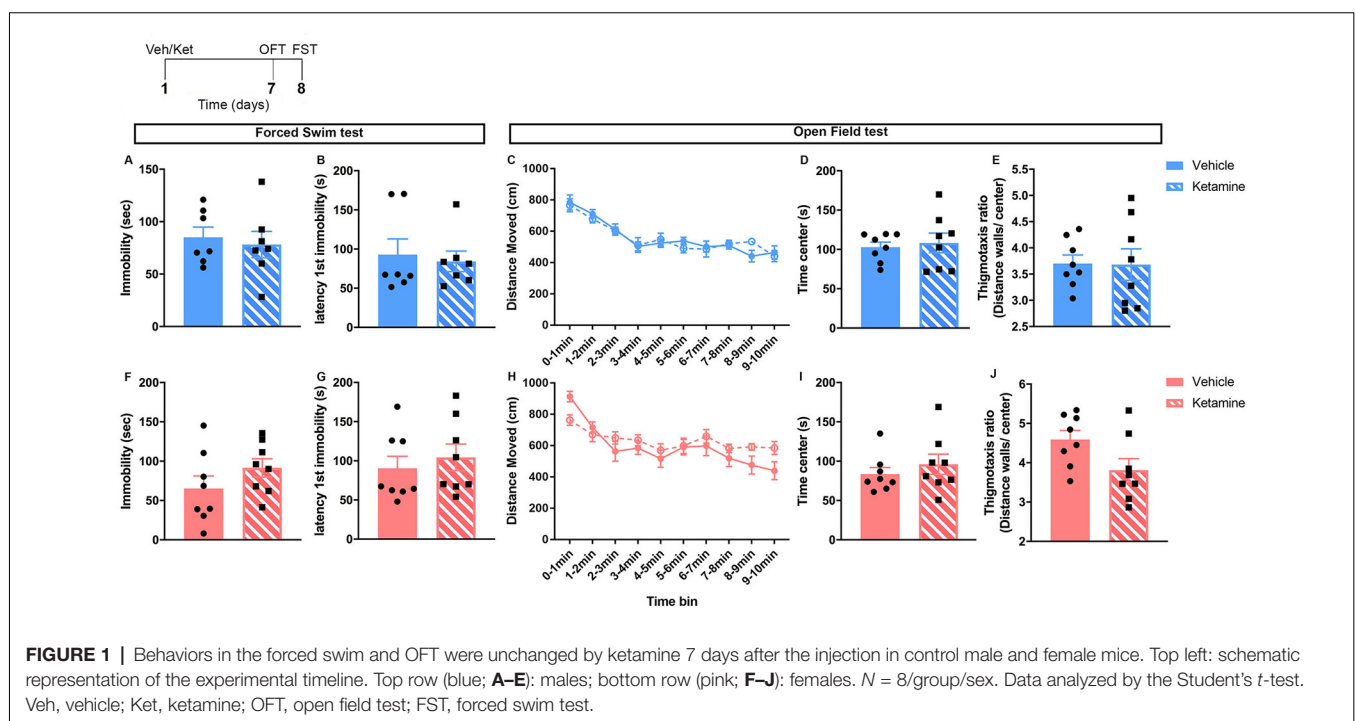 Veh/Ket OFT FST
1 7 8
Time (days)
Forced Swim test
Open Field test
A
Immobility (sec)
150
100
50
0
B
latency 1st immobility (s)
200
150
100
50
0
C
Distance Moved (cm)
1000
800
600
400
200
0
0-1min
1-2min
2-3min
3-4min
4-5min
5-6min
6-7min
7-8min
8-9min
9-10min
D
Time center (s)
200
150
100
50
0
E
Thigmotaxis ratio
(Distance walls/ center)
5.5
5.0
4.5
4.0
3.5
3.0
2.5
Vehicle
Ketamine
F
Immobility (sec)
200
150
100
50
0
G
latency 1st immobility (s)
200
150
100
50
0
H
Distance Moved (cm)
1000
800
600
400
200
0
0-1min
1-2min
2-3min
3-4min
4-5min
5-6min
6-7min
7-8min
8-9min
9-10min
Time bin
I
Time center (s)
200
150
100
50
0
J
Thigmotaxis ratio
(Distance walls/ center)
6
5
4
3
2
Vehicle
Ketamine
FIGURE 1 | Behaviors in the forced swim and OFT were unchanged by ketamine 7 days after the injection in control male and female mice. Top left: schematic
representation of the experimental timeline. Top row (blue; A–E): males; bottom row (pink; F–J): females. N = 8/group/sex. Data analyzed by the Student's t-test.
Veh, vehicle; Ket, ketamine; OFT, open field test; FST, forced swim test.